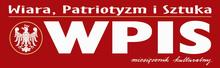 Wiara, Patriotyzm i Sztuka
WPIS
miesięcznik kulturalny